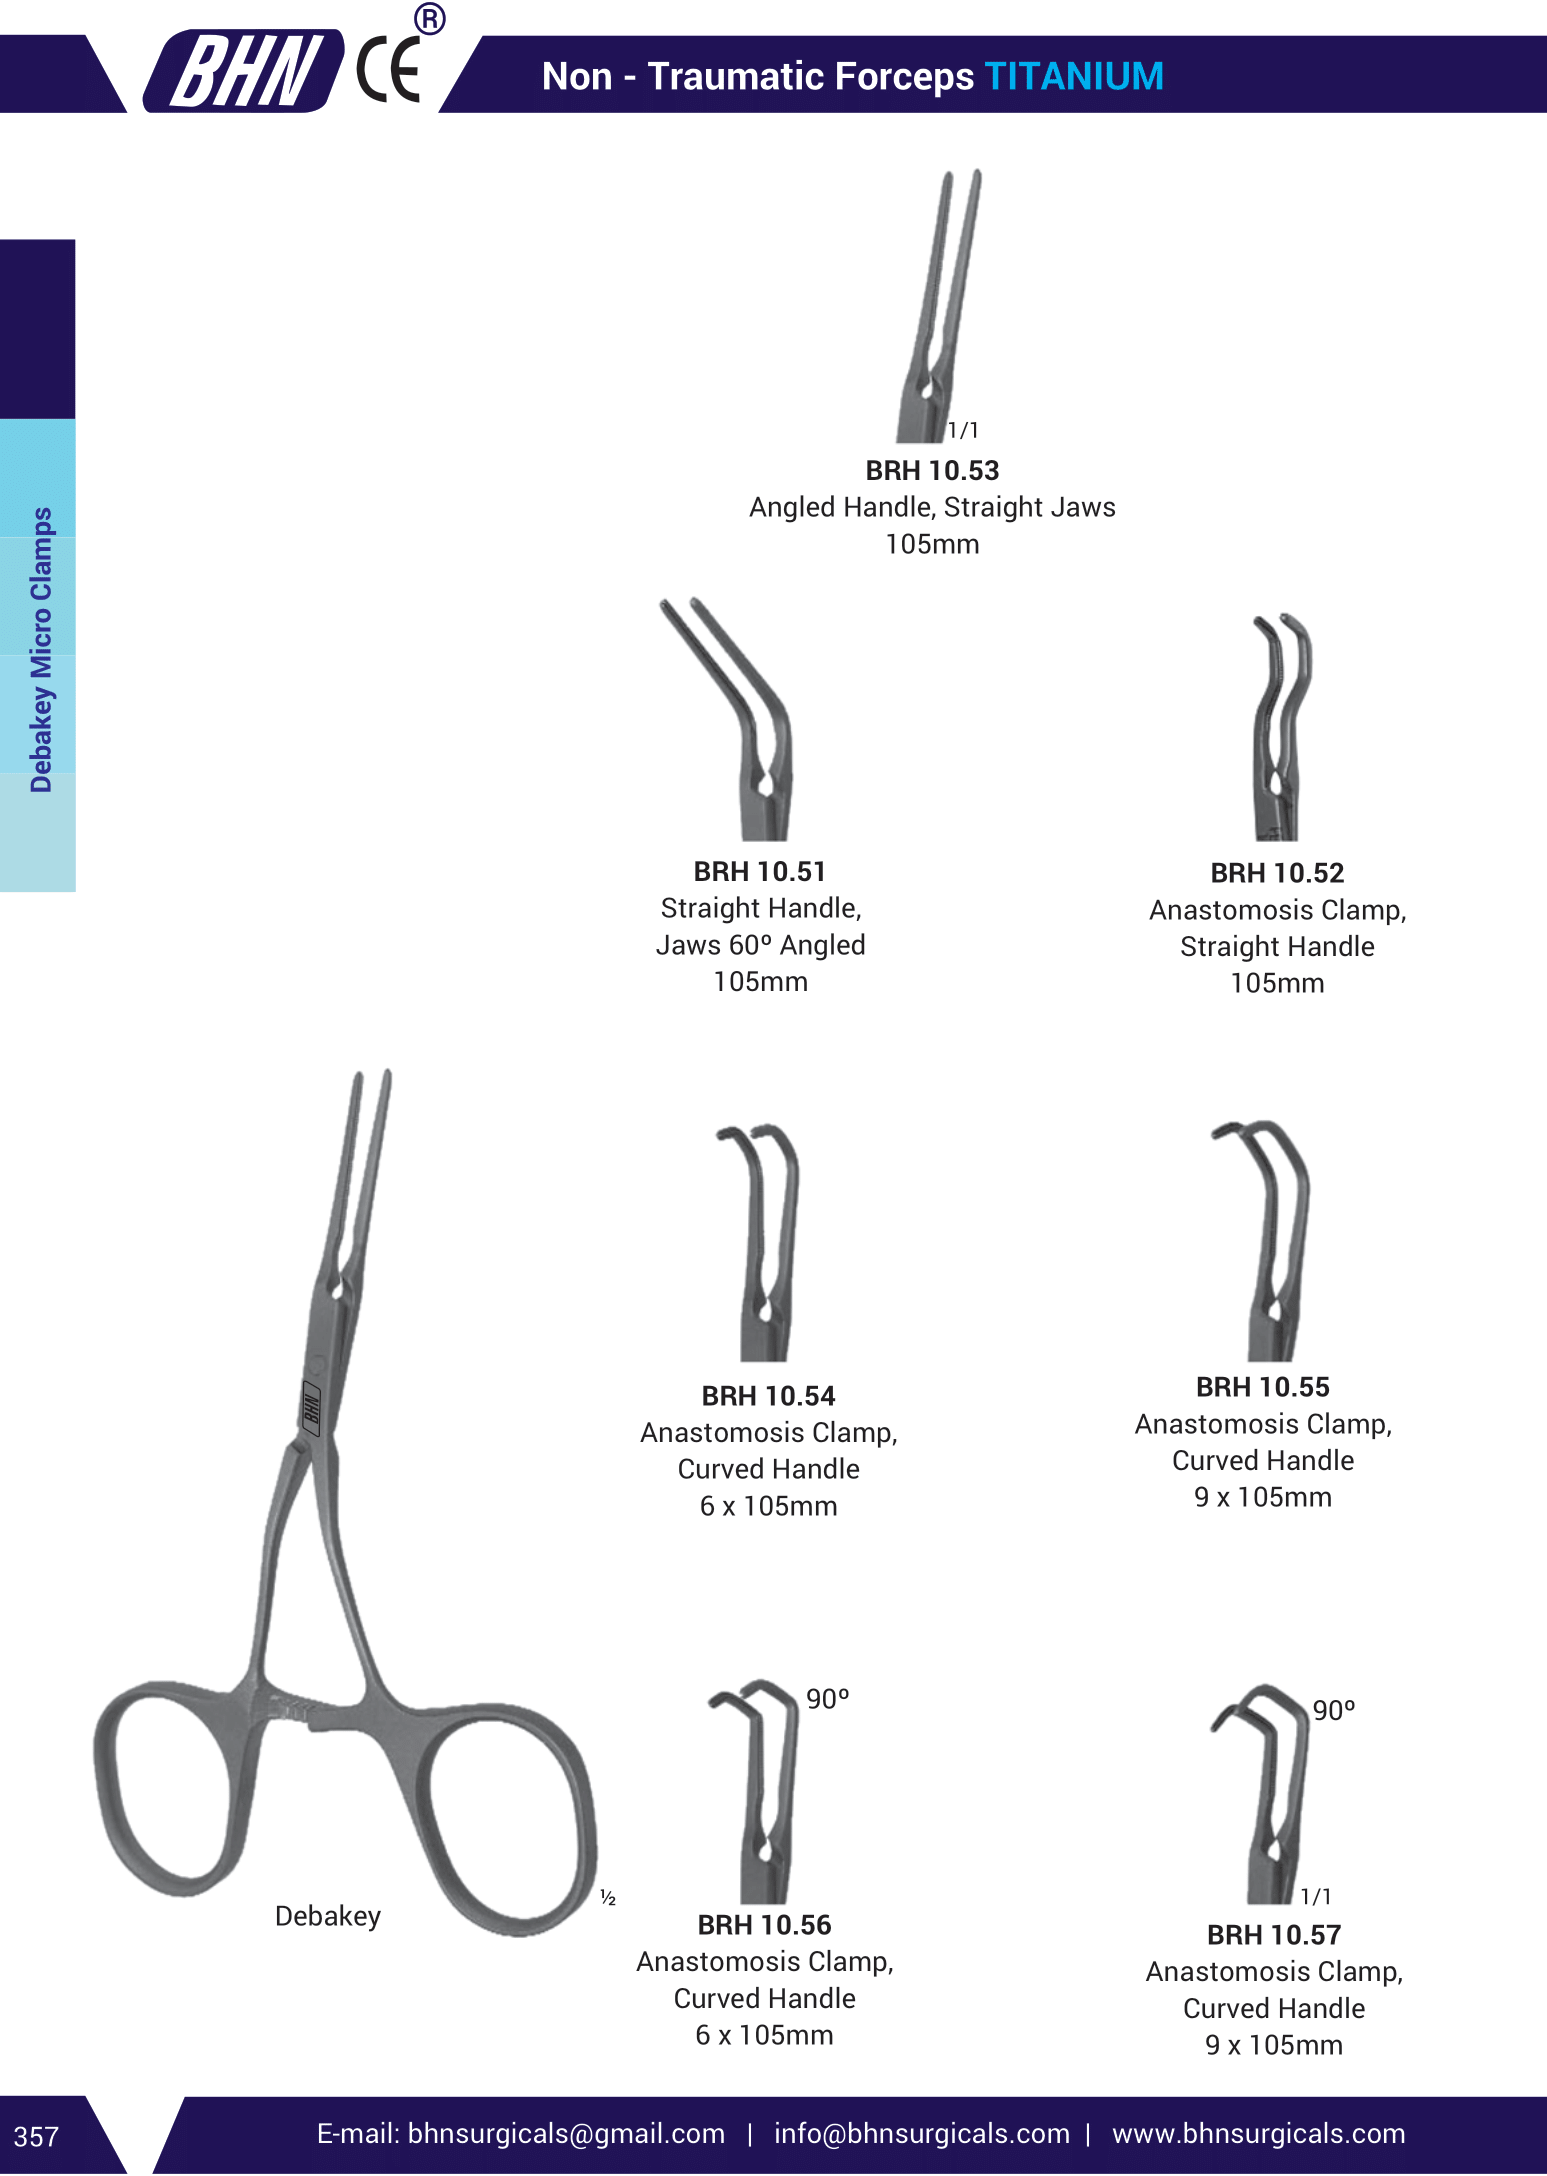 BHN CE ®
Non - Traumatic Forceps TITANIUM
Debakey Micro Clamps
1/1
BRH 10.53
Angled Handle, Straight Jaws
105mm
BRH 10.51
Straight Handle,
Jaws 60º Angled
105mm
BRH 10.52
Anastomosis Clamp,
Straight Handle
105mm
BHN
Debakey
½
BRH 10.54
Anastomosis Clamp,
Curved Handle
6 x 105mm
BRH 10.55
Anastomosis Clamp,
Curved Handle
9 x 105mm
90º
BRH 10.56
Anastomosis Clamp,
Curved Handle
6 x 105mm
90º
1/1
BRH 10.57
Anastomosis Clamp,
Curved Handle
9 x 105mm
357
E-mail: bhnsurgicals@gmail.com | info@bhnsurgicals.com | www.bhnsurgicals.com